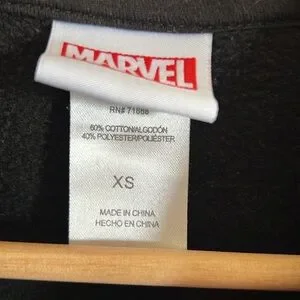 MARVEL
60% COTTON/ALGODÓN
40% POLYESTER/POLIÉSTER
XS
MADE IN CHINA
HECHO EN CHINA